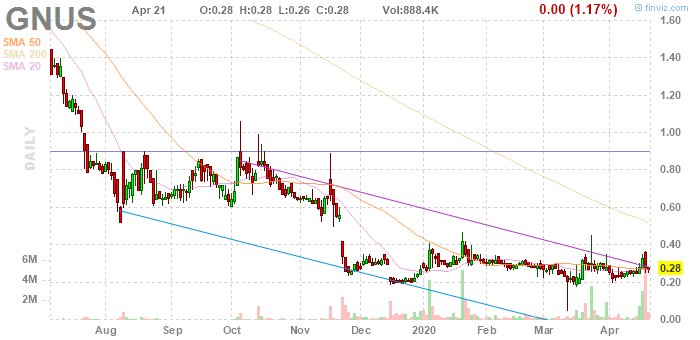 GNUS
Apr 21 O:0.28 H:0.28 L:0.26 C:0.28 Vol:888.4K 0.00 (1.17%)
© finviz.com
SMA 50
SMA 200
SMA 20
DAILY
1.60
1.40
1.20
1.00
0.80
0.60
0.40
0.28
0.20
0.00
6M
4M
2M
Aug Sep Oct Nov Dec 2020 Feb Mar Apr